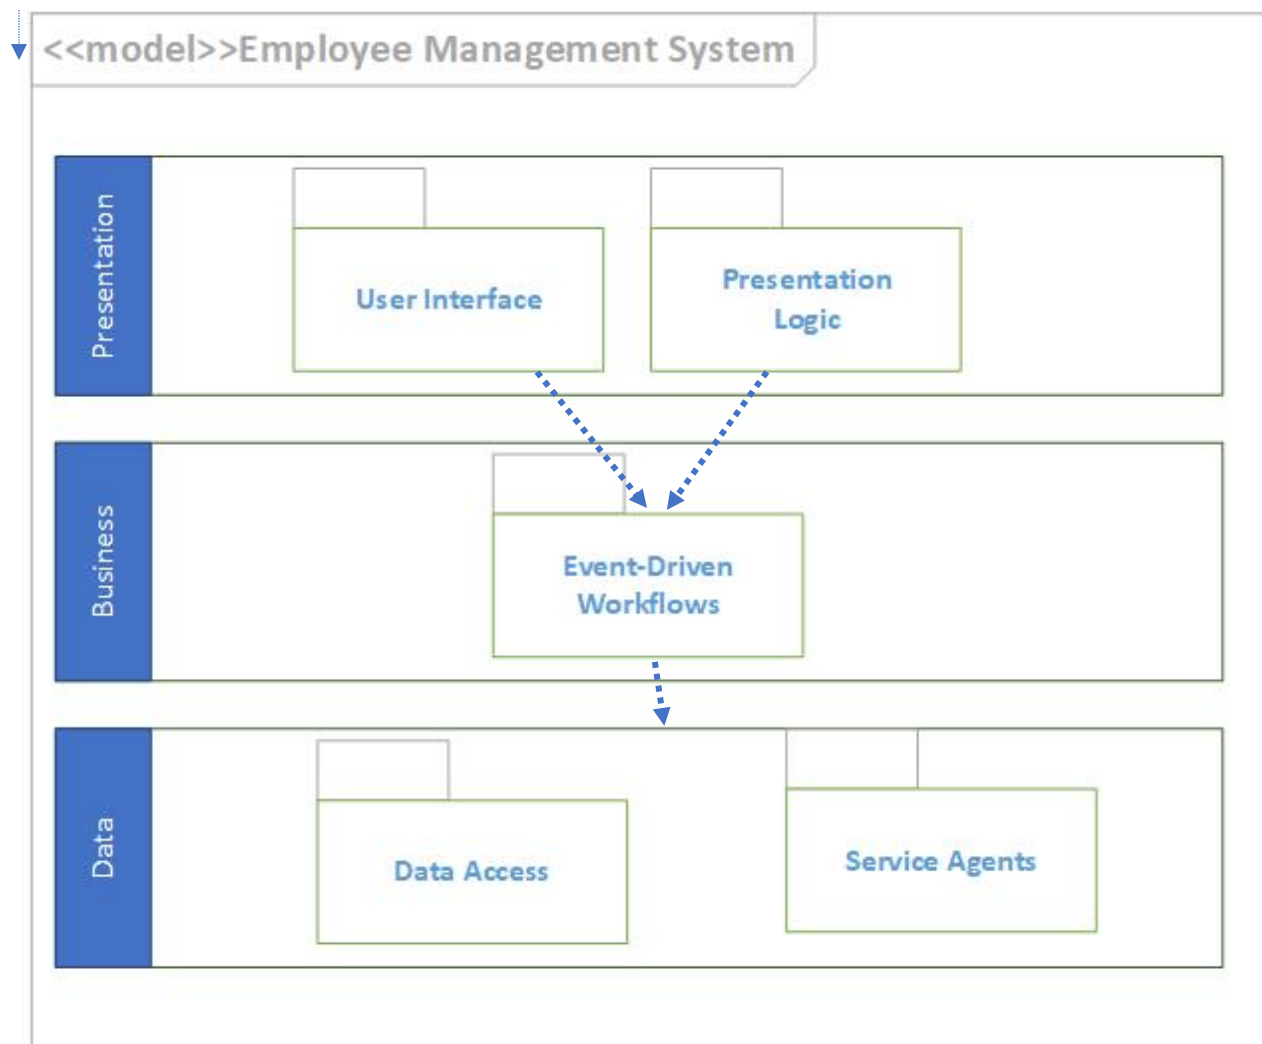 <<model>>Employee Management System
Presentation
User Interface
Presentation
Logic
Business
Event-Driven
Workflows
Data
Data Access
Service Agents